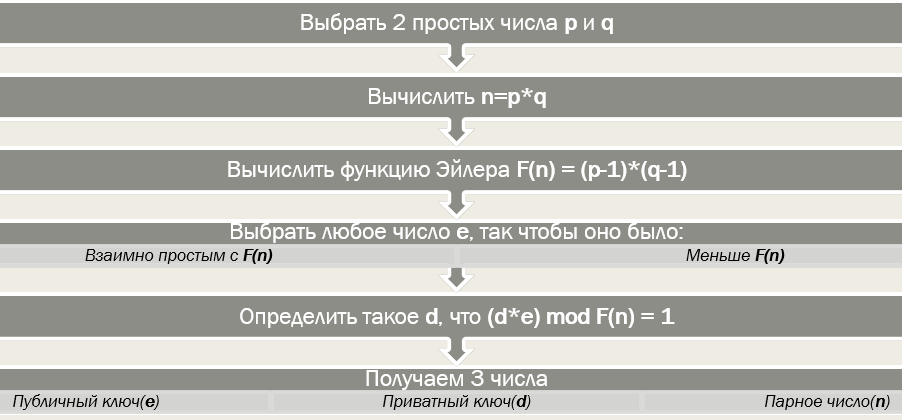 Выбрать 2 простых числа p и q
Вычислить n=p*q
Вычислить функцию Эйлера F(n) = (p-1)*(q-1)
Выбрать любое число e, так чтобы оно было:
Взаимно простым с F(n) Меньше F(n)
Определить такое d, что (d*e) mod F(n) = 1
Получаем 3 числа
Публичный ключ(e) Приватный ключ(d) Парное число(n)